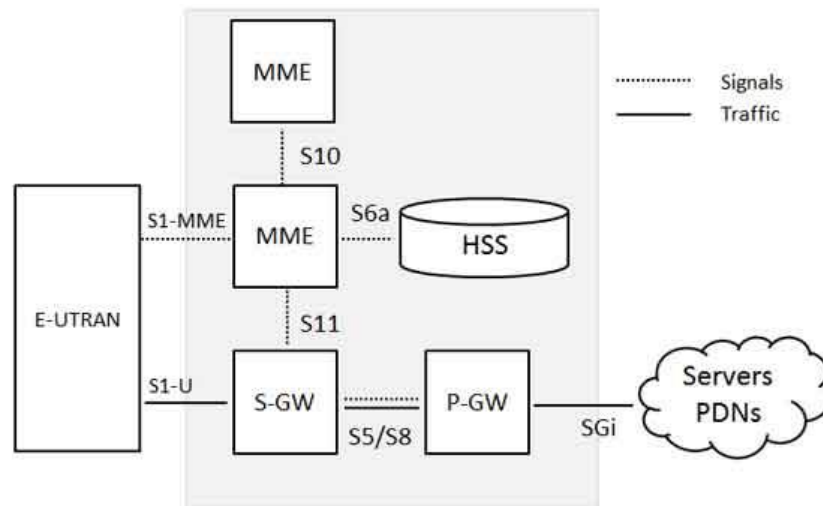 MME
Signals
Traffic
S10
S1-MME
MME
S6a
HSS
E-UTRAN
S11
S1-U
S-GW
S5/S8
P-GW
SGi
Servers
PDNs